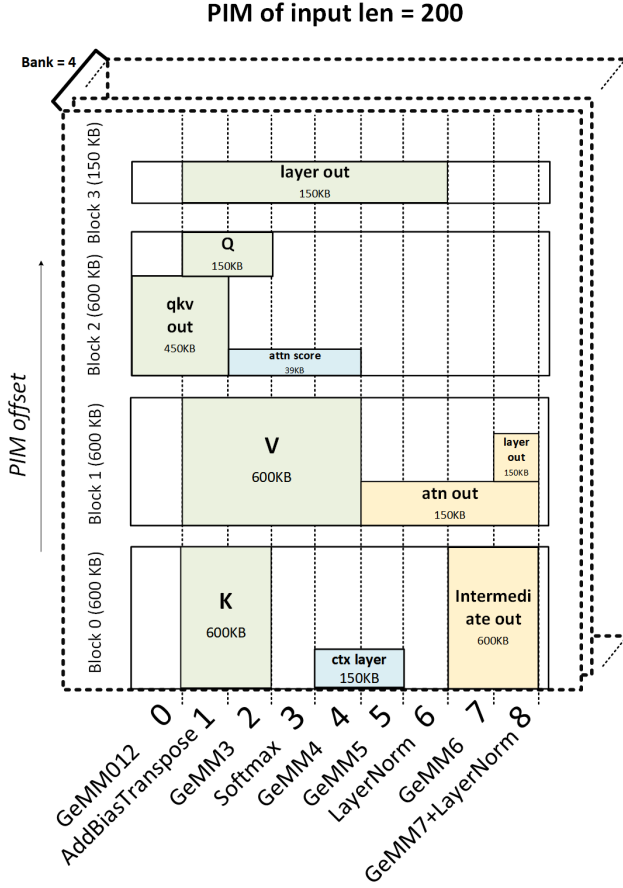 PIM of input len = 200
Bank = 4
Block 3 (150 KB)
layer out
150KB
Block 2 (600 KB)
Q
150KB
qkv
out
450KB
attn score
39KB
PIM offset
Block 1 (600 KB)
V
600KB
layer
out
150KB
atn out
150KB
Block 0 (600 KB)
K
600KB
Intermedi
ate out
600KB
ctx layer
150KB
GeMM012 0
AddBiasTranspose 1
GeMM3 2
Softmax 3
GeMM4 4
GeMM5 5
LayerNorm 6
GeMM6 7
GeMM7+LayerNorm 8